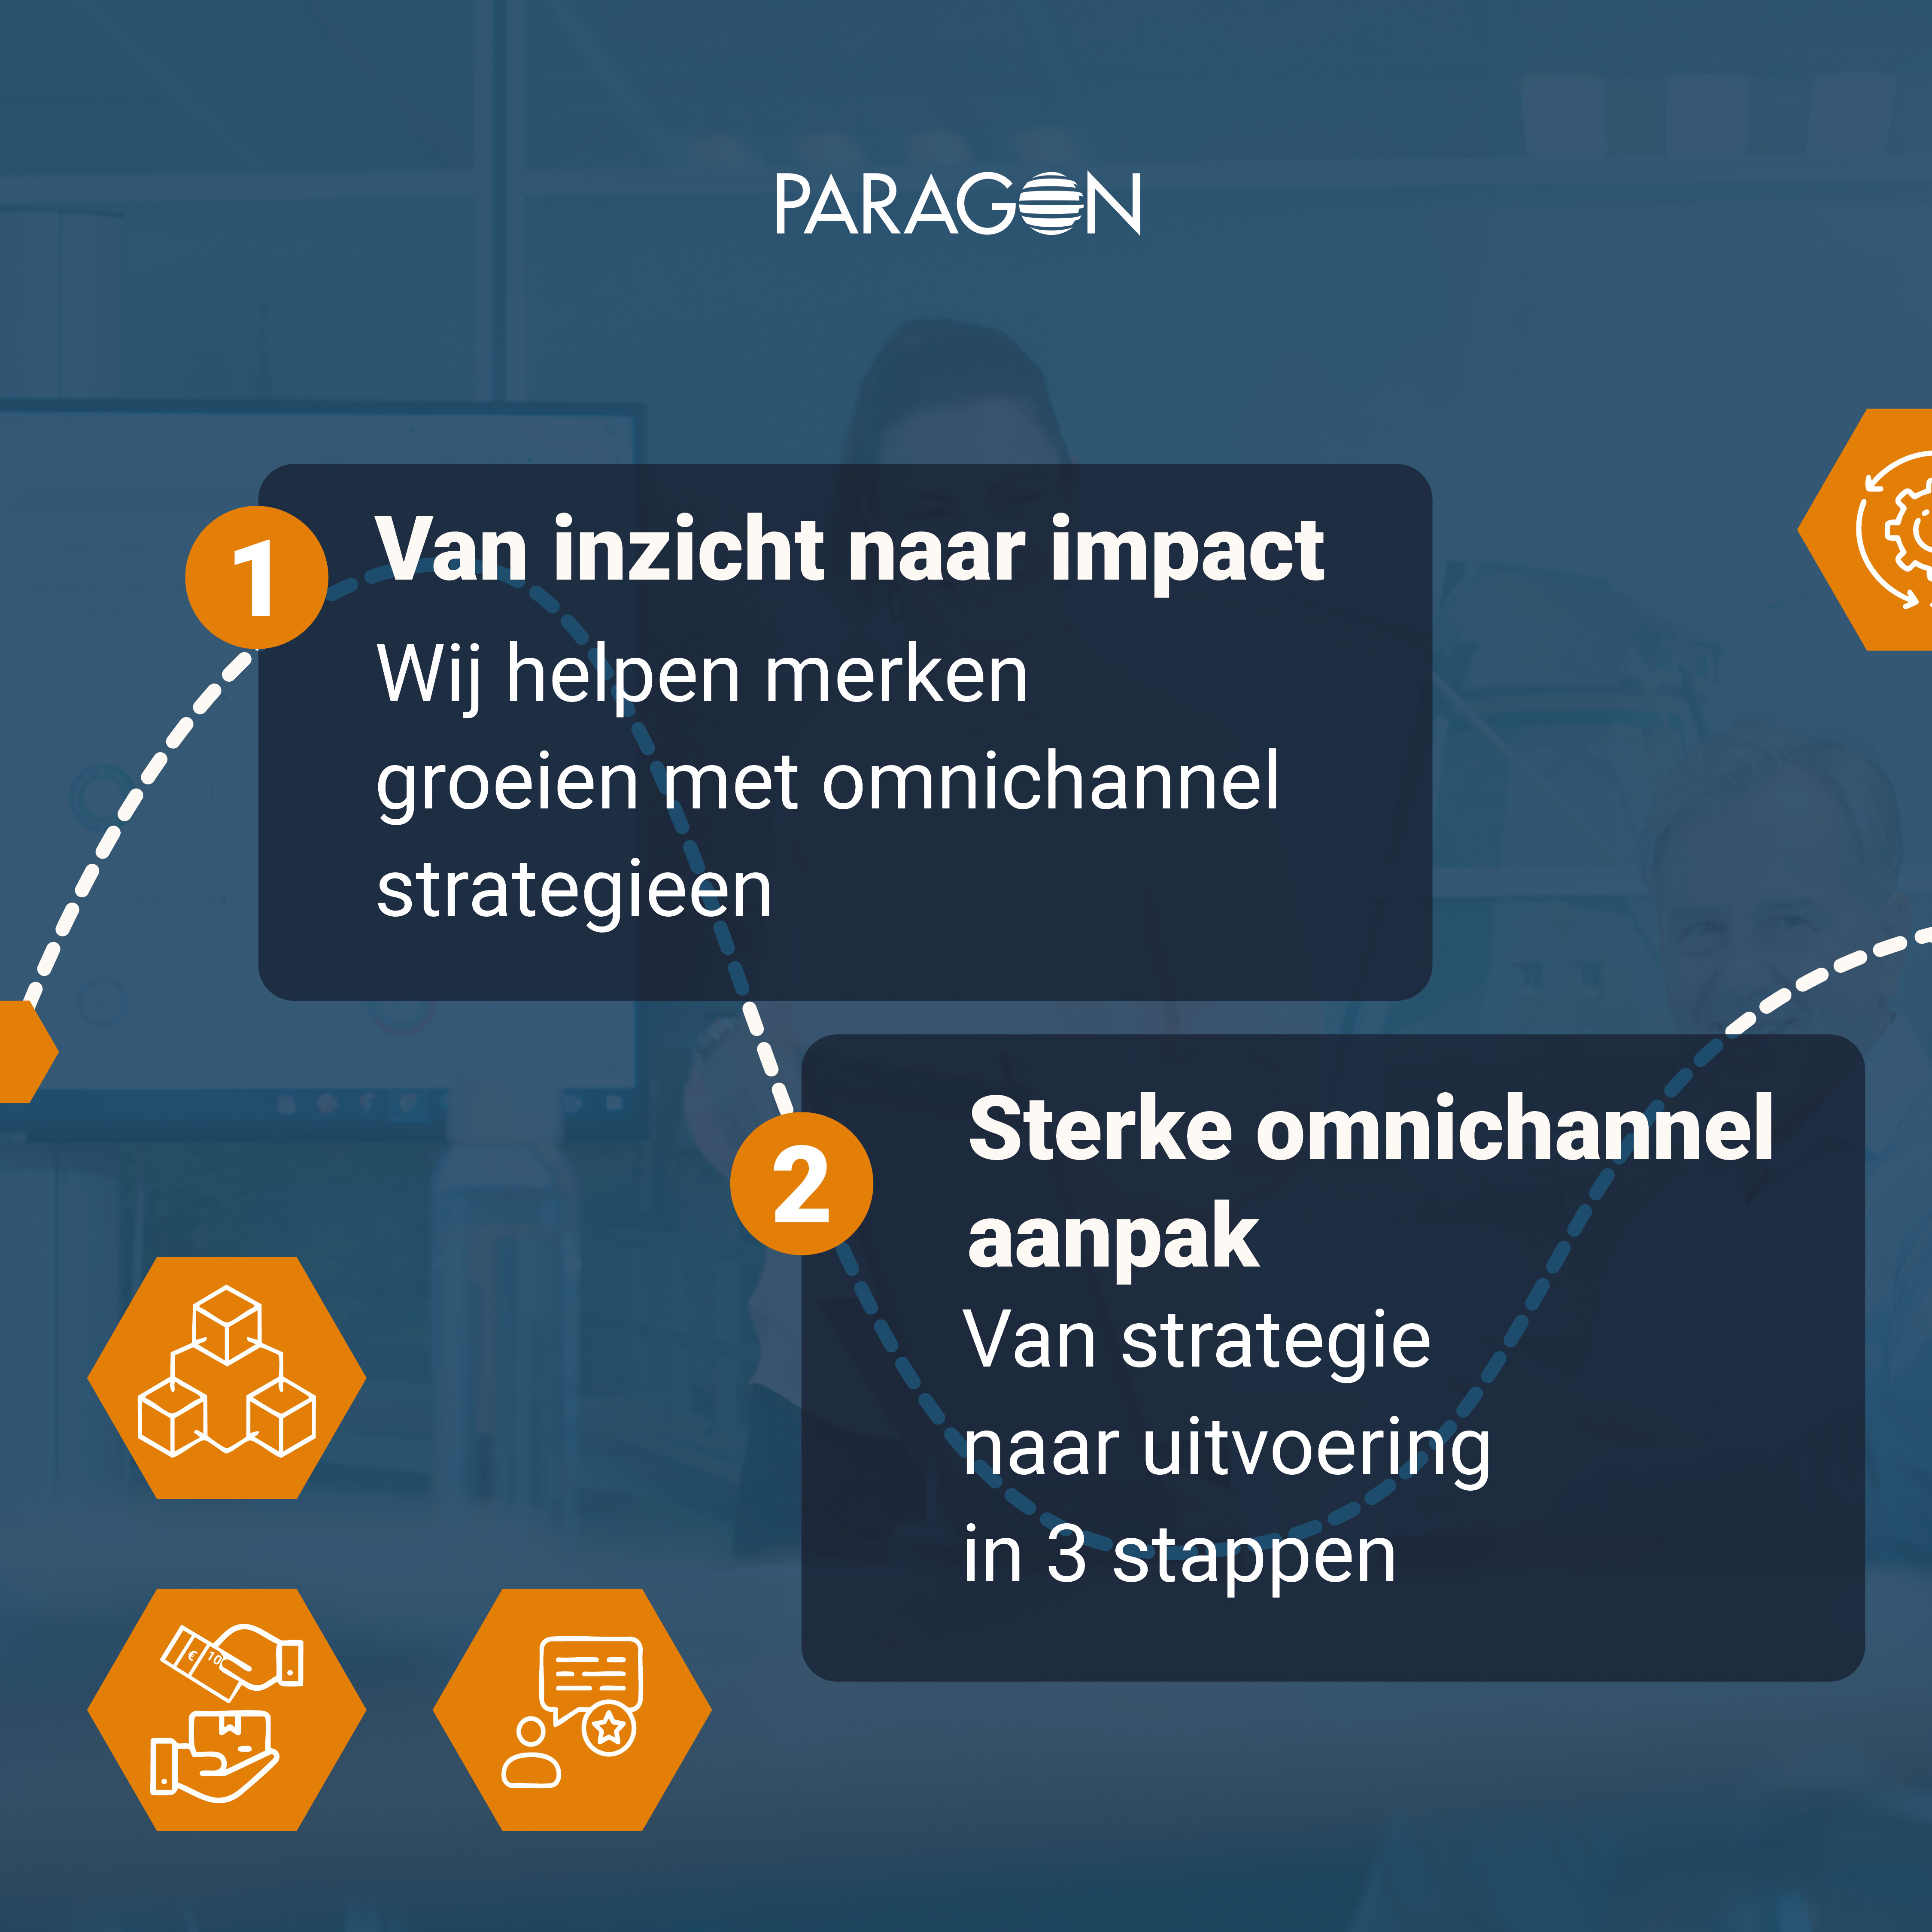 PARAGON
1
Van inzicht naar impact
Wij helpen merken
groeien met omnichannel
strategieen
2
Sterke omnichannel
aanpak
Van strategie
naar uitvoering
in 3 stappen
€ 10